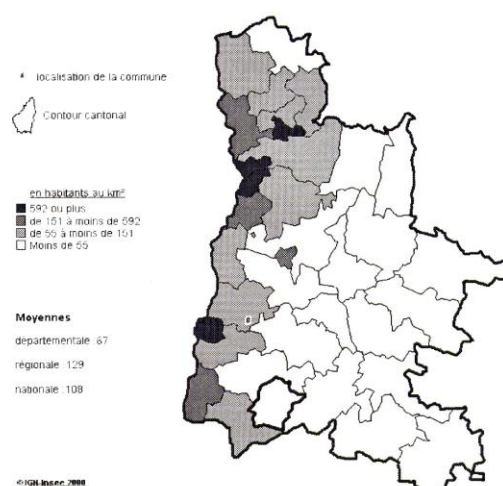 localisation de la commune
Contour cantonal
en habitants au km²
592 ou plus
de 151 à moins de 592
de 55 à moins de 151
Moins de 55
Moyennes
departementale : 67
régionale : 129
nationale : 108
©IGN-Insee 2000